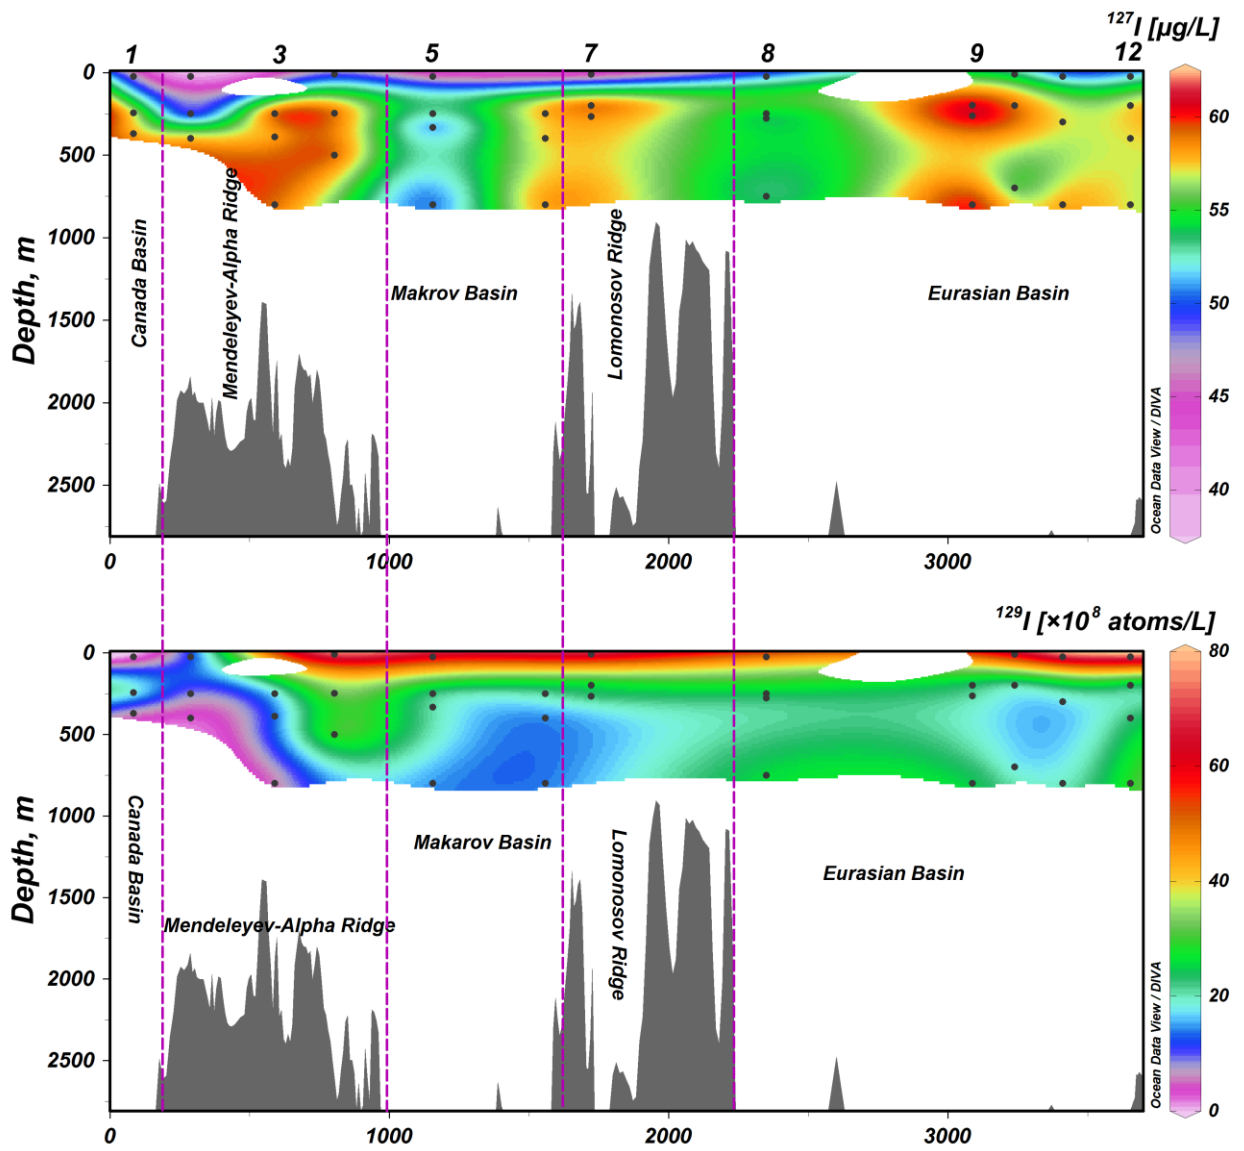 127I [µg/L]
1 3 5 7 8 9 12
0
500
1000
1500
2000
2500
Depth, m
Canada Basin
Mendeleyev-Alpha Ridge
Makrov Basin
Lomonosov Ridge
Eurasian Basin
60
55
50
45
40
Ocean Data View / DIVA
0 1000 2000 3000
129I [×10^8 atoms/L]
0
500
1000
1500
2000
2500
Depth, m
Canada Basin
Mendeleyev-Alpha Ridge
Makarov Basin
Lomonosov Ridge
Eurasian Basin
80
60
40
20
0
Ocean Data View / DIVA
0 1000 2000 3000